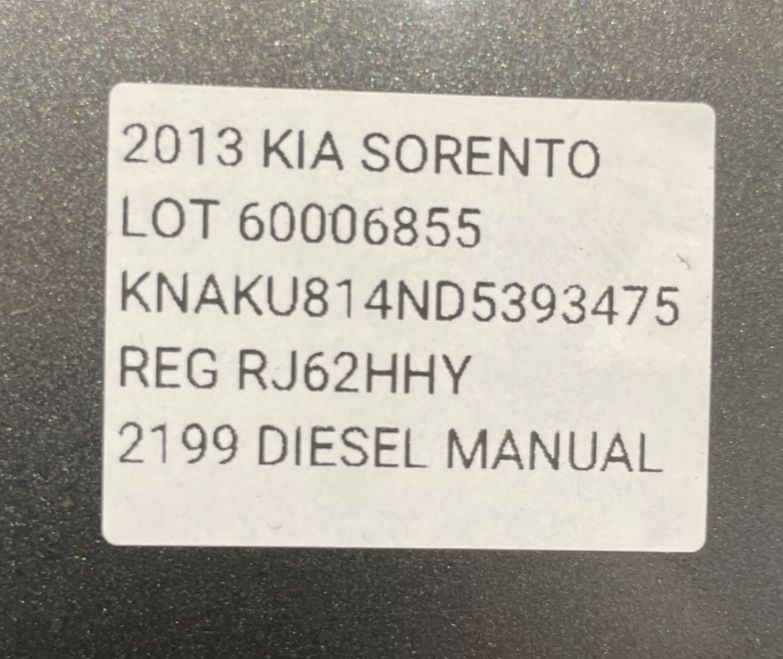 2013 KIA SORENTO
LOT 60006855
KNAKU814ND5393475
REG RJ62HHY
2199 DIESEL MANUAL